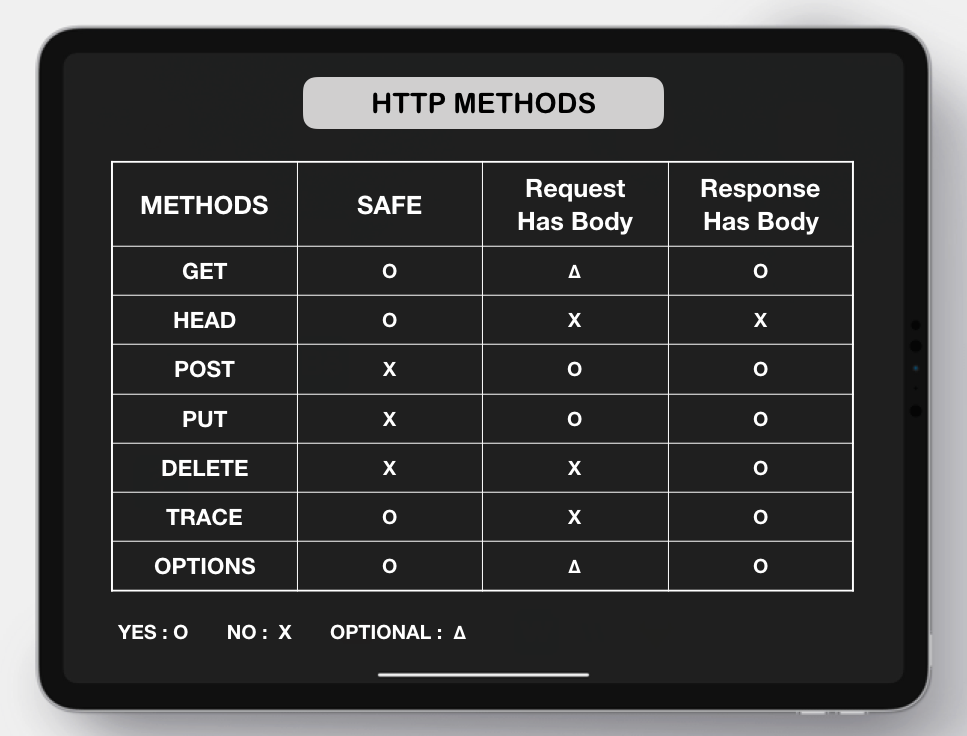 HTTP METHODS
METHODS SAFE Request Has Body Response Has Body
GET O Δ O
HEAD O X X
POST X O O
PUT X O O
DELETE X X O
TRACE O X O
OPTIONS O Δ O
YES : O NO : X OPTIONAL : Δ